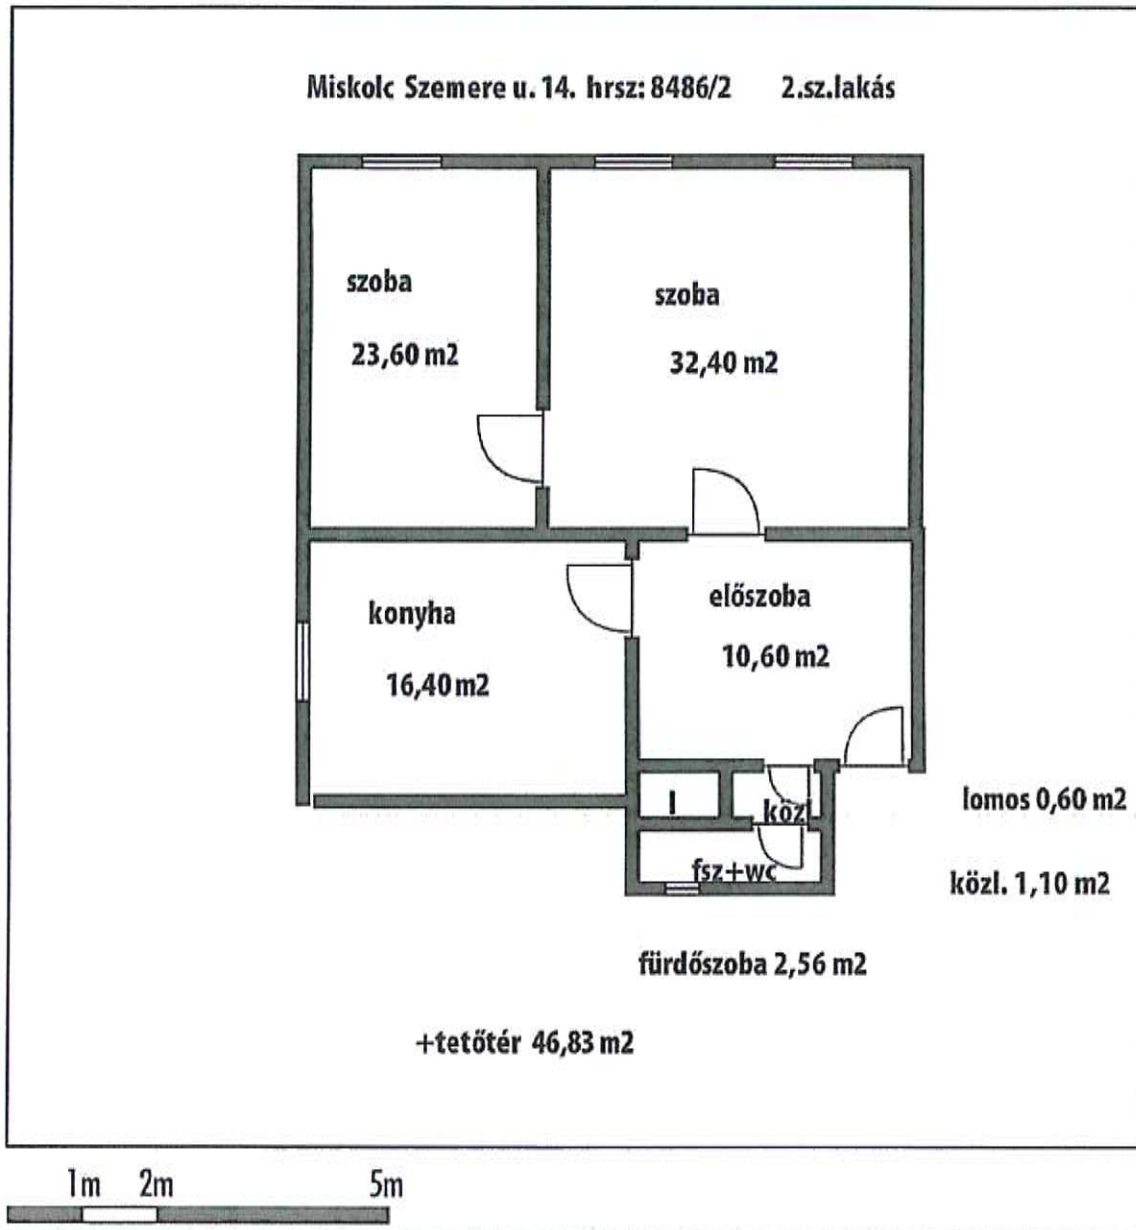 Miskolc Szemere u. 14. hrsz: 8486/2 2.sz.lakás
szoba
23,60 m2
szoba
32,40 m2
konyha
16,40 m2
előszoba
10,60 m2
l
közl
fsz+wc
lomos 0,60 m2
közl. 1,10 m2
fürdőszoba 2,56 m2
+tetőtér 46,83 m2
1m 2m 5m